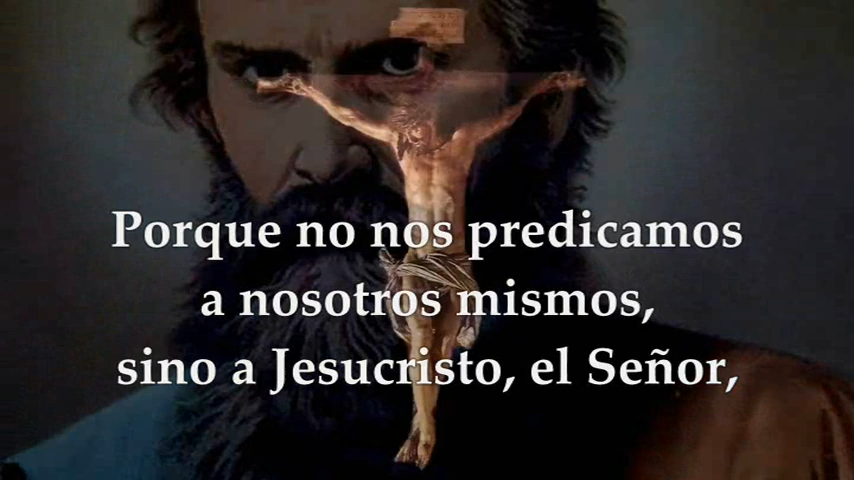 Porque no nos predicamos
a nosotros mismos,
sino a Jesucristo, el Señor,